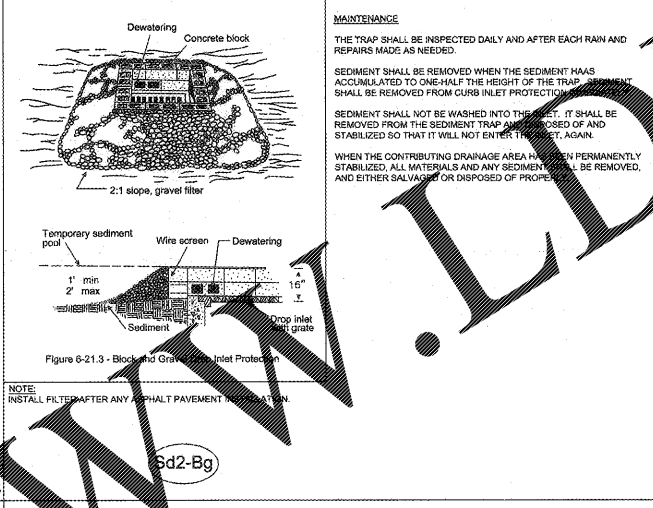 Dewatering
Concrete block
2:1 slope, gravel filter
Temporary sediment
pool
Wire screen
Dewatering
1' min
2' max
16"
Sediment
Drop inlet
with grate
Figure 6-21.3 - Block and Gravel Drop Inlet Protection
NOTE:
INSTALL FILTER AFTER ANY ASPHALT PAVEMENT INSTALLATION.
Sd2-Bg
MAINTENANCE
THE TRAP SHALL BE INSPECTED DAILY AND AFTER EACH RAIN AND
REPAIRS MADE AS NEEDED.
SEDIMENT SHALL BE REMOVED WHEN THE SEDIMENT HAAS
ACCUMULATED TO ONE-HALF THE HEIGHT OF THE TRAP. SEDIMENT
SHALL BE REMOVED FROM CURB INLET PROTECTION
SEDIMENT SHALL NOT BE WASHED INTO THE INLET. IT SHALL BE
REMOVED FROM THE SEDIMENT TRAP AND DISPOSED OF AND
STABILIZED SO THAT IT WILL NOT ENTER THE INLET, AGAIN.
WHEN THE CONTRIBUTING DRAINAGE AREA HAS BEEN PERMANENTLY
STABILIZED, ALL MATERIALS AND ANY SEDIMENT SHALL BE REMOVED,
AND EITHER SALVAGED OR DISPOSED OF PROPERLY.
WW.LD